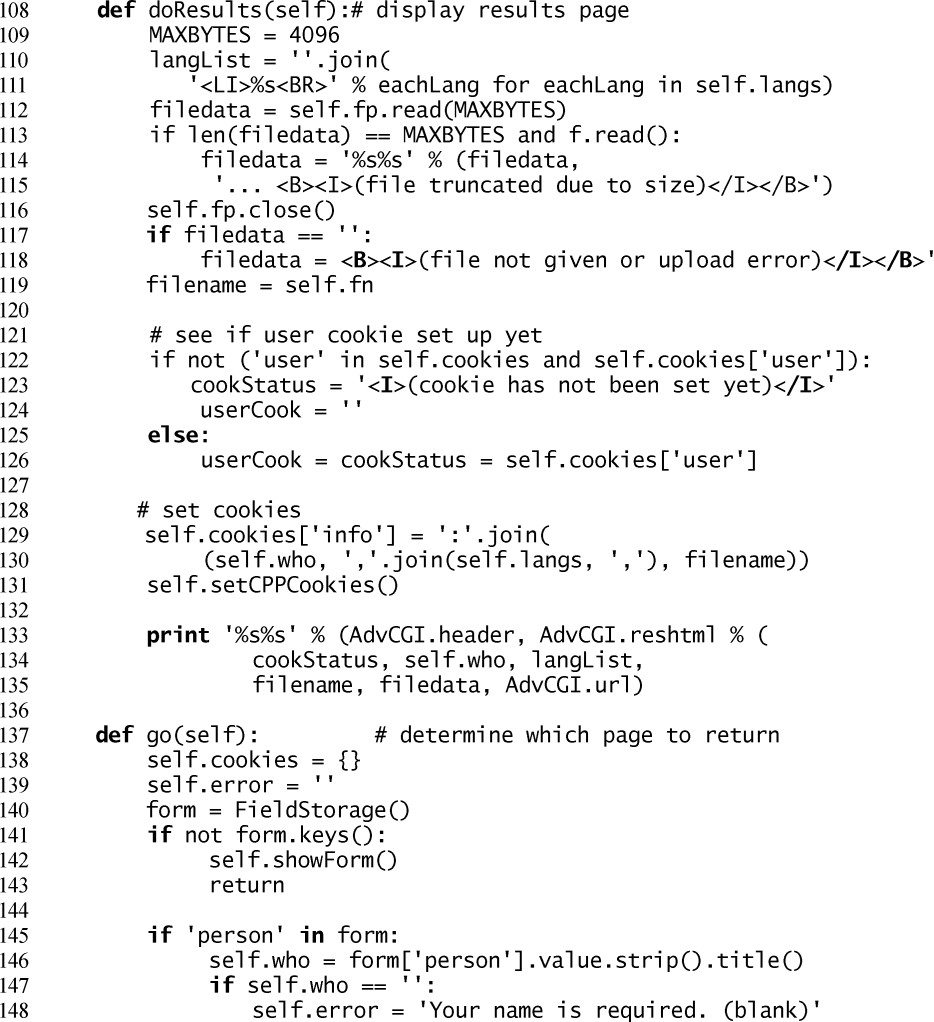 108 def doResults(self):# display results page
109 MAXBYTES = 4096
110 langList = ''.join(
111 '<LI>%s<BR>' % eachLang for eachLang in self.langs)
112 filedata = self.fp.read(MAXBYTES)
113 if len(filedata) == MAXBYTES and f.read():
114 filedata = '%s%s' % (filedata,
115 '... <B><I>(file truncated due to size)</I></B>')
116 self.fp.close()
117 if filedata == '':
118 filedata = <B><I>(file not given or upload error)</I></B>'
119 filename = self.fn
120
121 # see if user cookie set up yet
122 if not ('user' in self.cookies and self.cookies['user']):
123 cookStatus = '<I>(cookie has not been set yet)</I>'
124 userCook = ''
125 else:
126 userCook = cookStatus = self.cookies['user']
127
128 # set cookies
129 self.cookies['info'] = ':'.join(
130 (self.who, ','.join(self.langs, ','), filename))
131 self.setCPPCookies()
132
133 print '%s%s' % (AdvCGI.header, AdvCGI.reshtml % (
134 cookStatus, self.who, langList,
135 filename, filedata, AdvCGI.url)
136
137 def go(self): # determine which page to return
138 self.cookies = {}
139 self.error = ''
140 form = FieldStorage()
141 if not form.keys():
142 self.showForm()
143 return
144
145 if 'person' in form:
146 self.who = form['person'].value.strip().title()
147 if self.who == '':
148 self.error = 'Your name is required. (blank)'